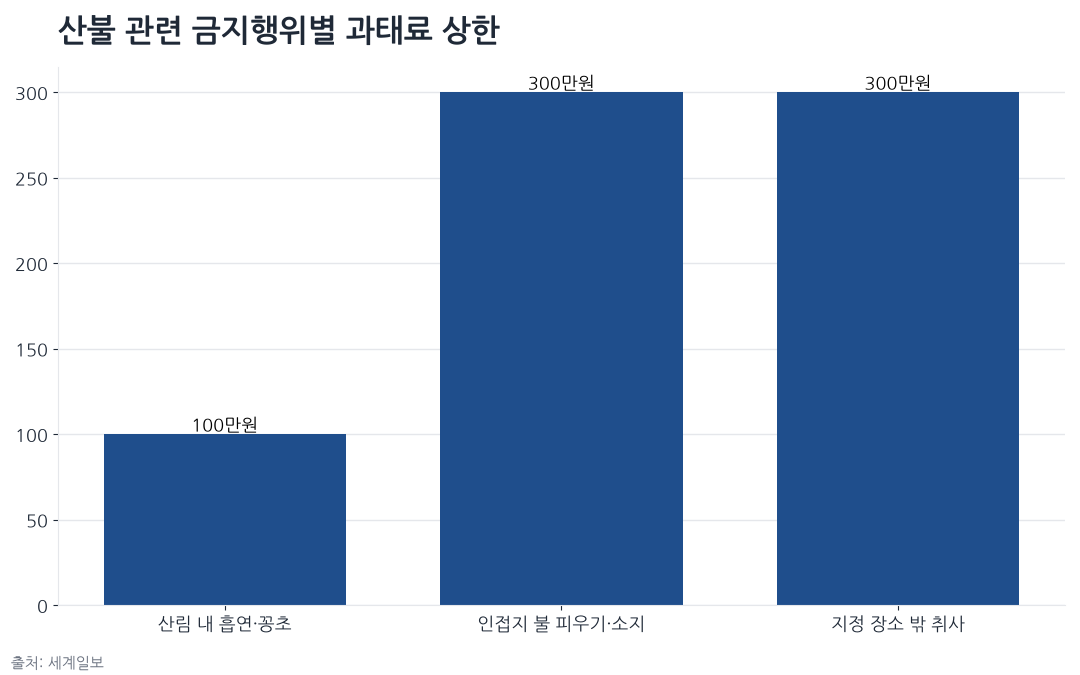 산불 관련 금지행위별 과태료 상한
300만원 300만원
300
250
200
150
100만원
100
50
0
산림 내 흡연·꽁초 인접지 불 피우기·소지 지정 장소 밖 취사
출처: 세계일보